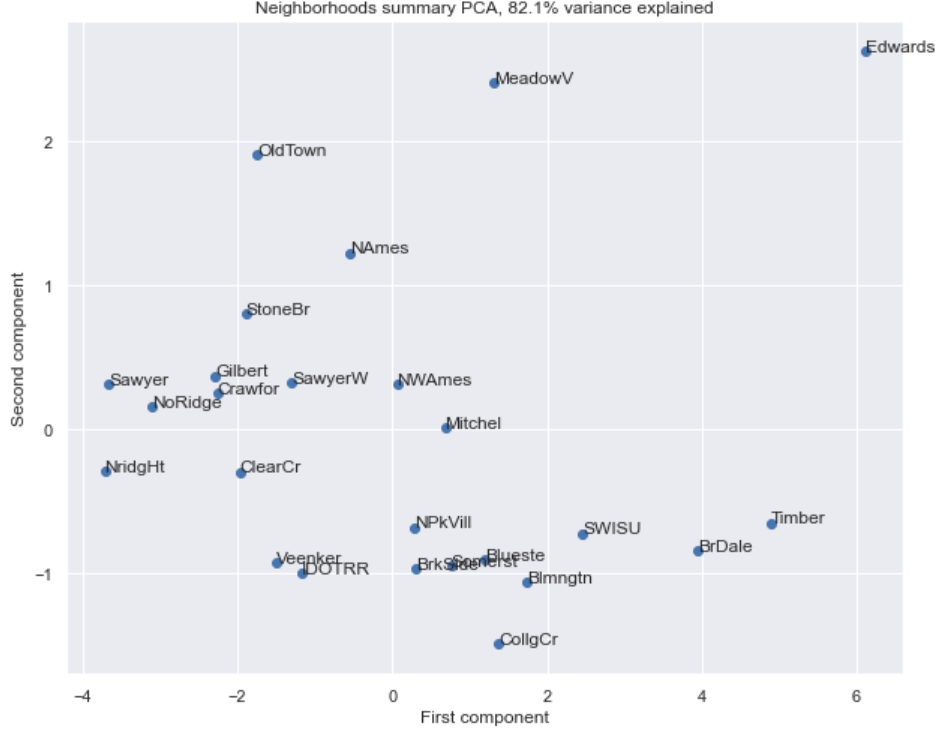 Neighborhoods summary PCA, 82.1% variance explained
Edwards
MeadowV
2
OldTown
NAmes
1
StoneBr
Gilbert
Sawyer
SawyerW
NWAmes
Crawfor
NoRidge
0
Mitchel
NridgHt
ClearCr
NPkVill
Timber
SWISU
BrDale
Blueste
Veenker
Somerst
BrkSide
IDOTRR
−1
Blmngtn
CollgCr
−4
−2
0
2
4
6
First component
Second component